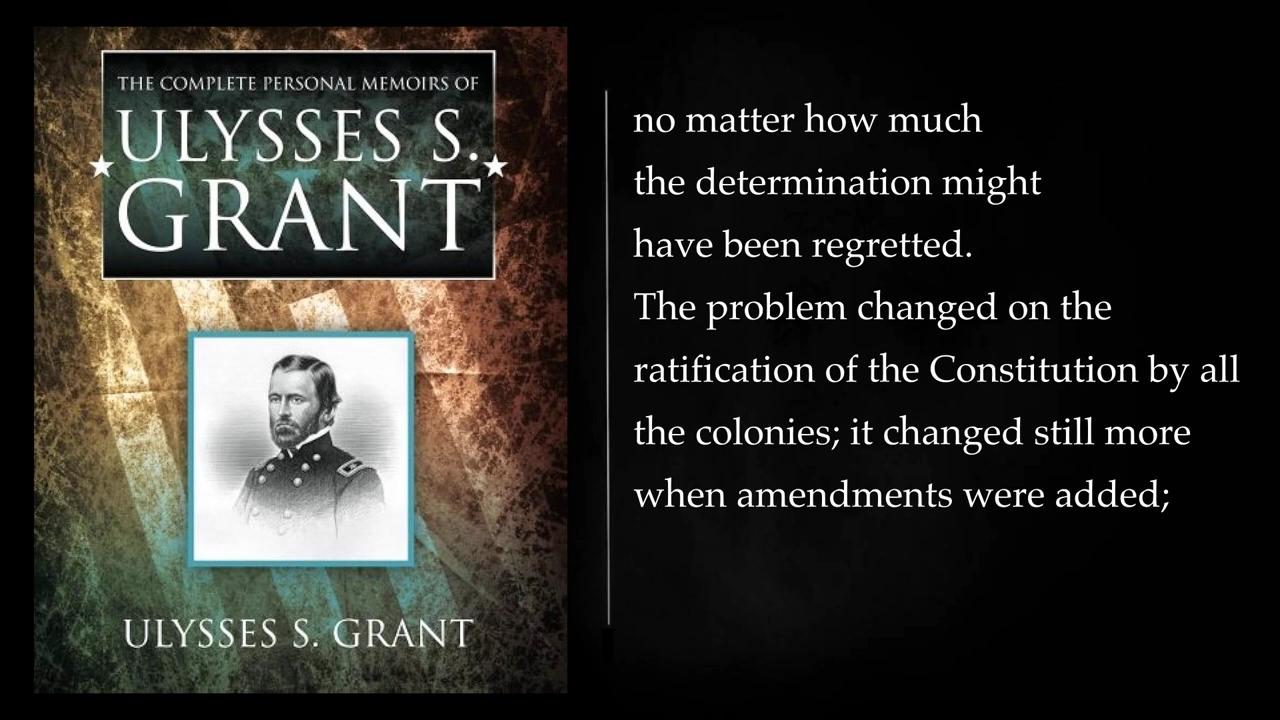 THE COMPLETE PERSONAL MEMOIRS OF
ULYSSES S.
GRANT
ULYSSES S. GRANT
no matter how much
the determination might
have been regretted.
The problem changed on the
ratification of the Constitution by all
the colonies; it changed still more
when amendments were added;